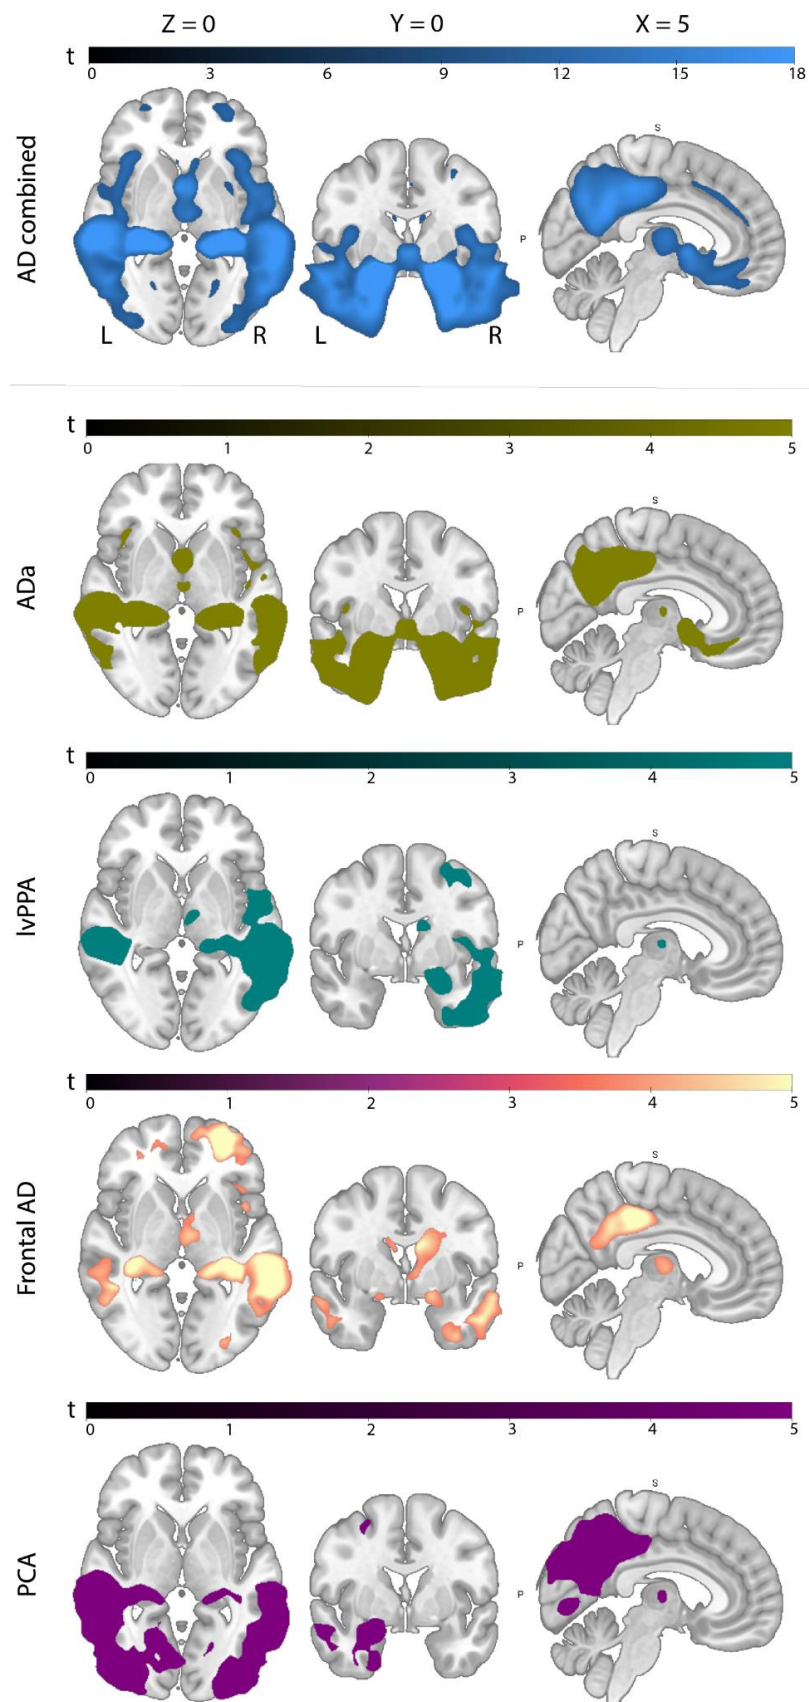 Z = 0 Y = 0 X = 5
t
0 3 6 9 12 15 18
AD combined
S
P
L R L R
t
0 1 2 3 4 5
ADa
S
P
t
0 1 2 3 4 5
lvPPA
S
P
t
0 1 2 3 4 5
Frontal AD
S
P
t
0 1 2 3 4 5
PCA
S
P